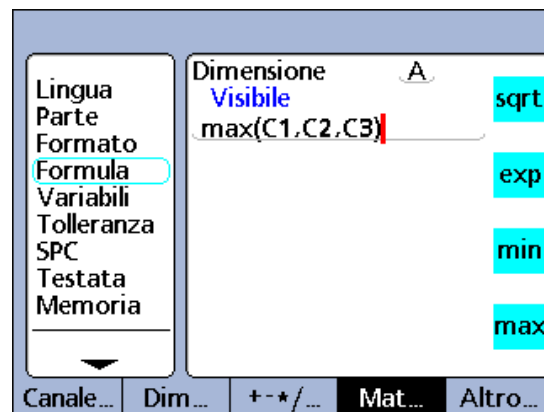 Lingua
Parte
Formato
Formula
Variabili
Tolleranza
SPC
Testata
Memoria
Dimensione A
Visibile
max(C1,C2,C3)
sqrt
exp
min
max
Canale... Dim... +-*/... Mat... Altro...